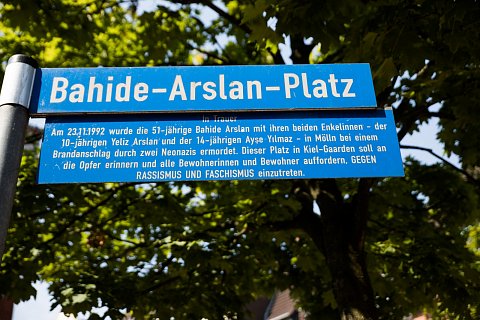 Bahide-Arslan-Platz
In Trauer
Am 23.11.1992 wurde die 51-jährige Bahide Arslan mit ihren beiden Enkelinnen - der
10-jährigen Yeliz Arslan und der 14-jährigen Ayşe Yılmaz - in Mölln bei einem
Brandanschlag durch zwei Neonazis ermordet. Dieser Platz in Kiel-Gaarden soll an
die Opfer erinnern und alle Bewohnerinnen und Bewohner auffordern, GEGEN
RASSISMUS UND FASCHISMUS einzutreten.